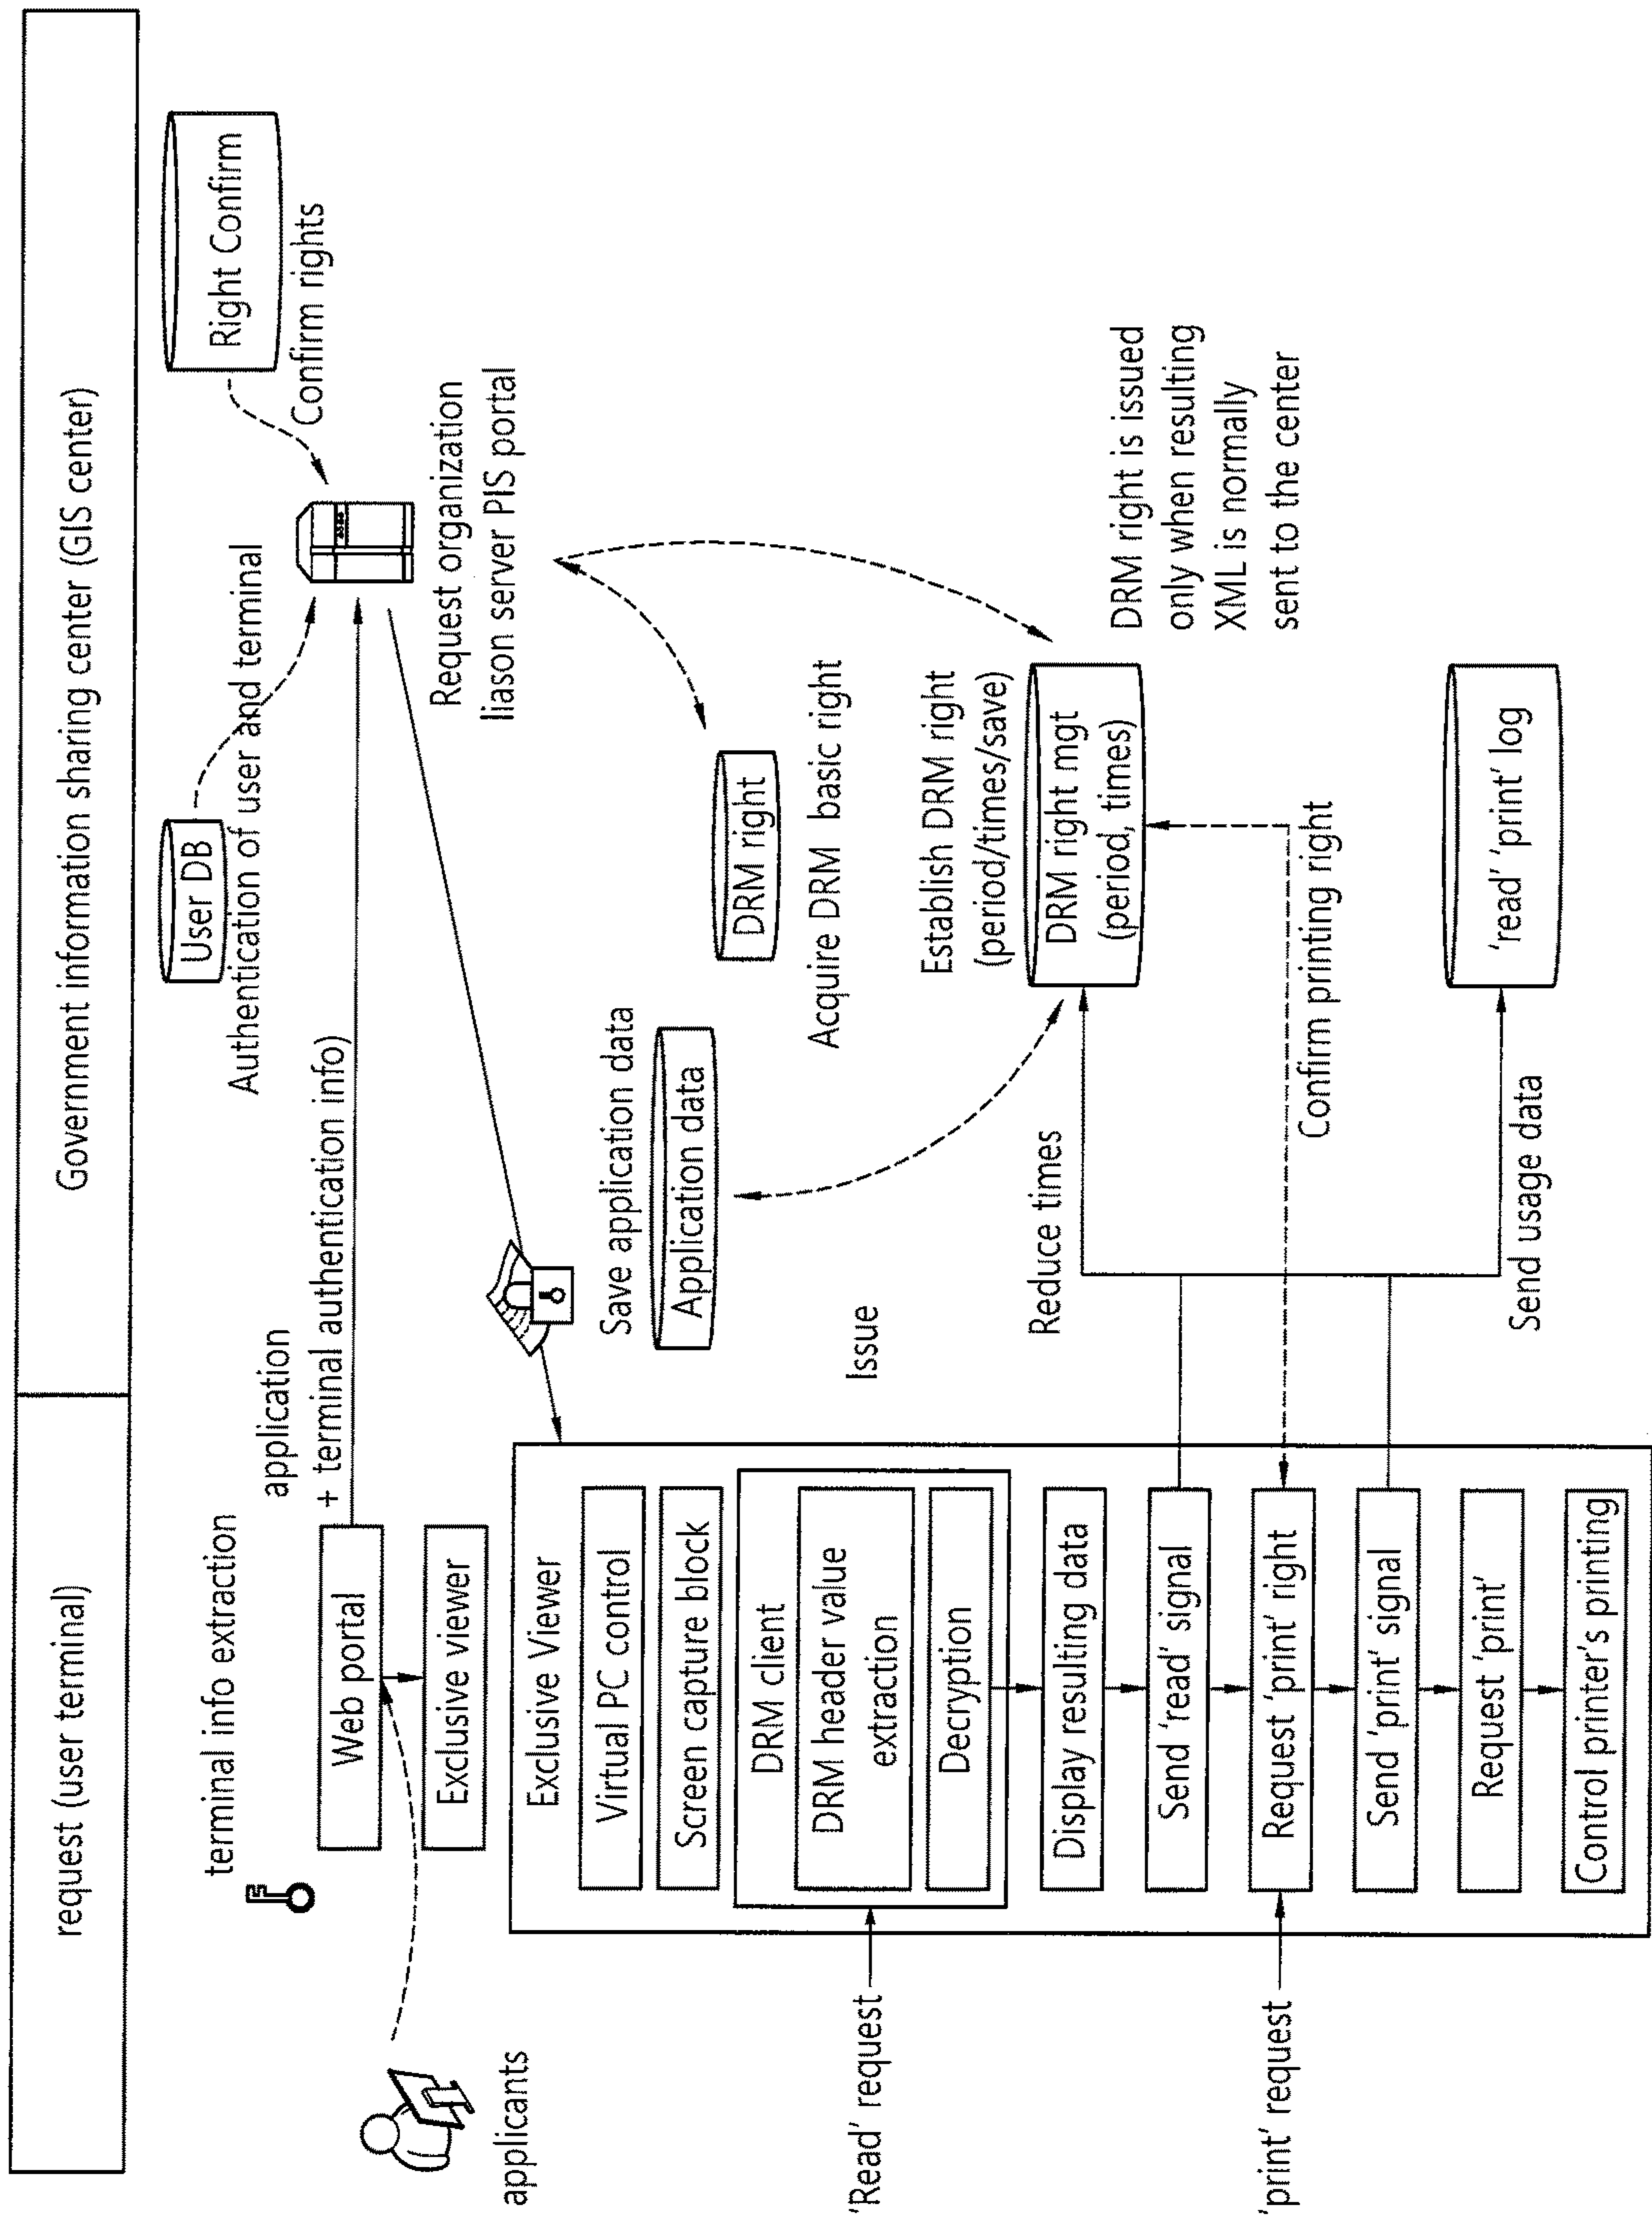 request (user terminal)
Government information sharing center (GIS center)
terminal info extraction
application
+ terminal authentication info)
User DB
Authentication of user and terminal
Right Confirm
Confirm rights
applicants
Web portal
Exclusive viewer
Request organization
liason server PIS portal
Exclusive Viewer
Virtual PC control
Screen capture block
DRM client
DRM header value
extraction
Decryption
Display resulting data
Send 'read' signal
Request 'print' right
Send 'print' signal
Request 'print'
Control printer's printing
'Read' request
'print' request
Save application data
Application data
Issue
DRM right
Acquire DRM basic right
Establish DRM right
(period/times/save)
DRM right mgt
(period, times)
DRM right is issued
only when resulting
XML is normally
sent to the center
Reduce times
Confirm printing right
Send usage data
'read' 'print' log